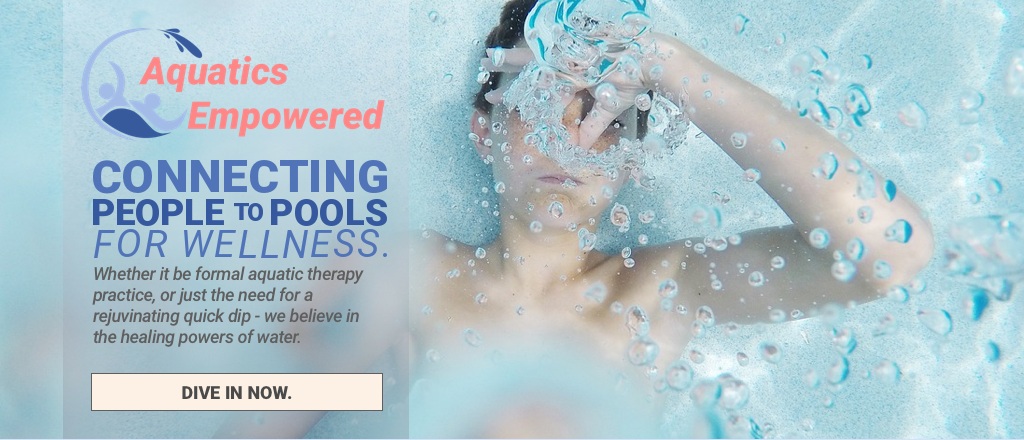 Aquatics
Empowered
CONNECTING
PEOPLE TO POOLS
FOR WELLNESS.
Whether it be formal aquatic therapy
practice, or just the need for a
rejuvinating quick dip - we believe in
the healing powers of water.
DIVE IN NOW.